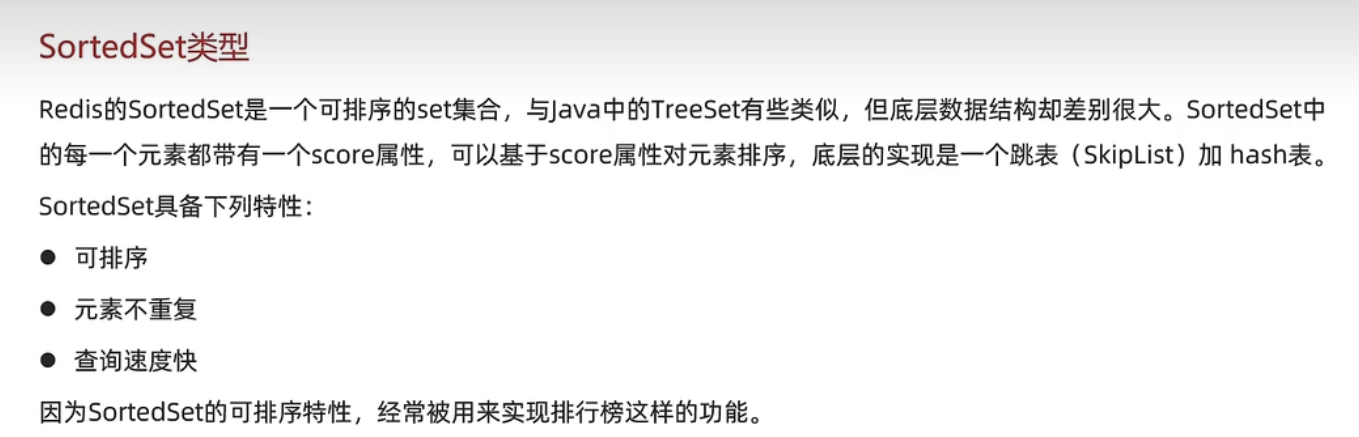 SortedSet类型
Redis的SortedSet是一个可排序的set集合，与Java中的TreeSet有些类似，但底层数据结构却差别很大。SortedSet中
的每一个元素都带有一个score属性，可以基于score属性对元素排序，底层的实现是一个跳表（SkipList）加 hash表。
SortedSet具备下列特性：
● 可排序
● 元素不重复
● 查询速度快
因为SortedSet的可排序特性，经常被用来实现排行榜这样的功能。